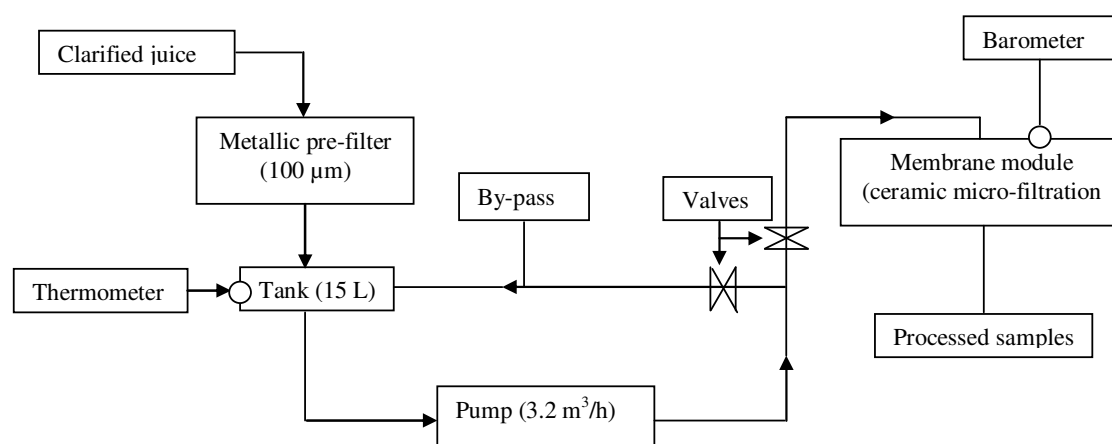 Clarified juice
Barometer
Metallic pre-filter
(100 µm)
Membrane module
(ceramic micro-filtration
By-pass
Valves
Thermometer
Tank (15 L)
Processed samples
Pump (3.2 m³/h)